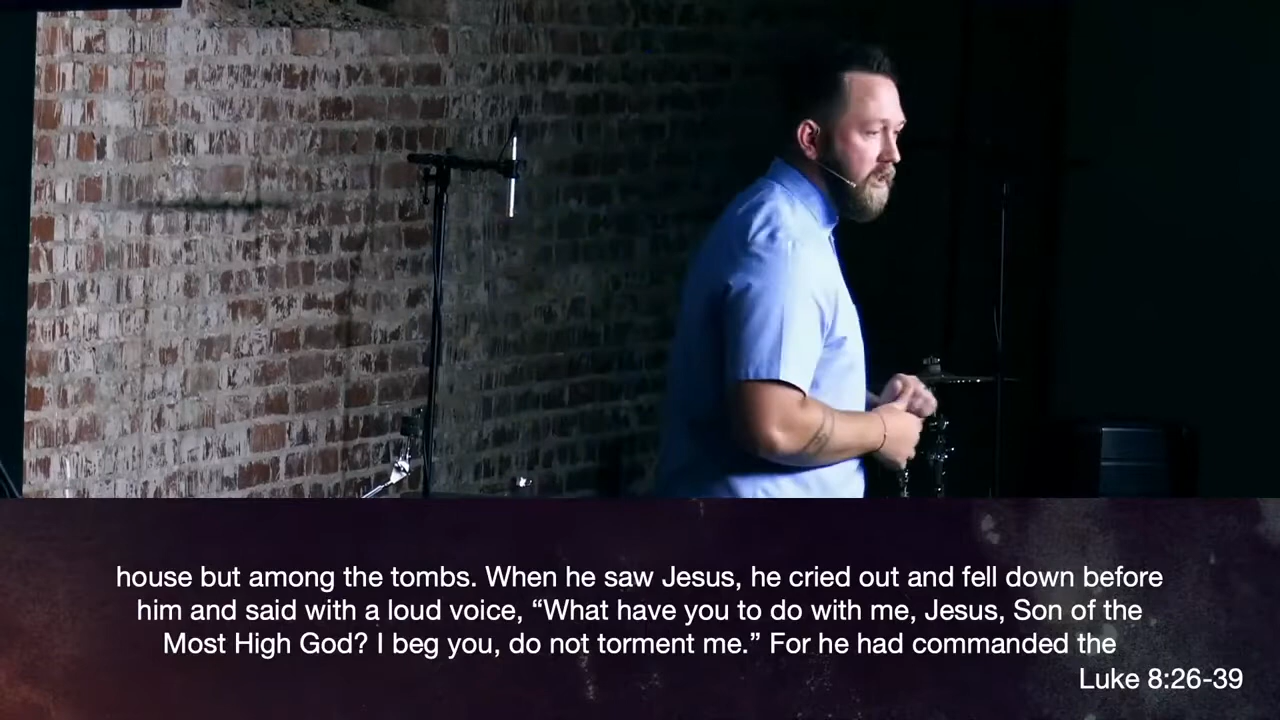 house but among the tombs. When he saw Jesus, he cried out and fell down before
him and said with a loud voice, “What have you to do with me, Jesus, Son of the
Most High God? I beg you, do not torment me.” For he had commanded the
Luke 8:26-39